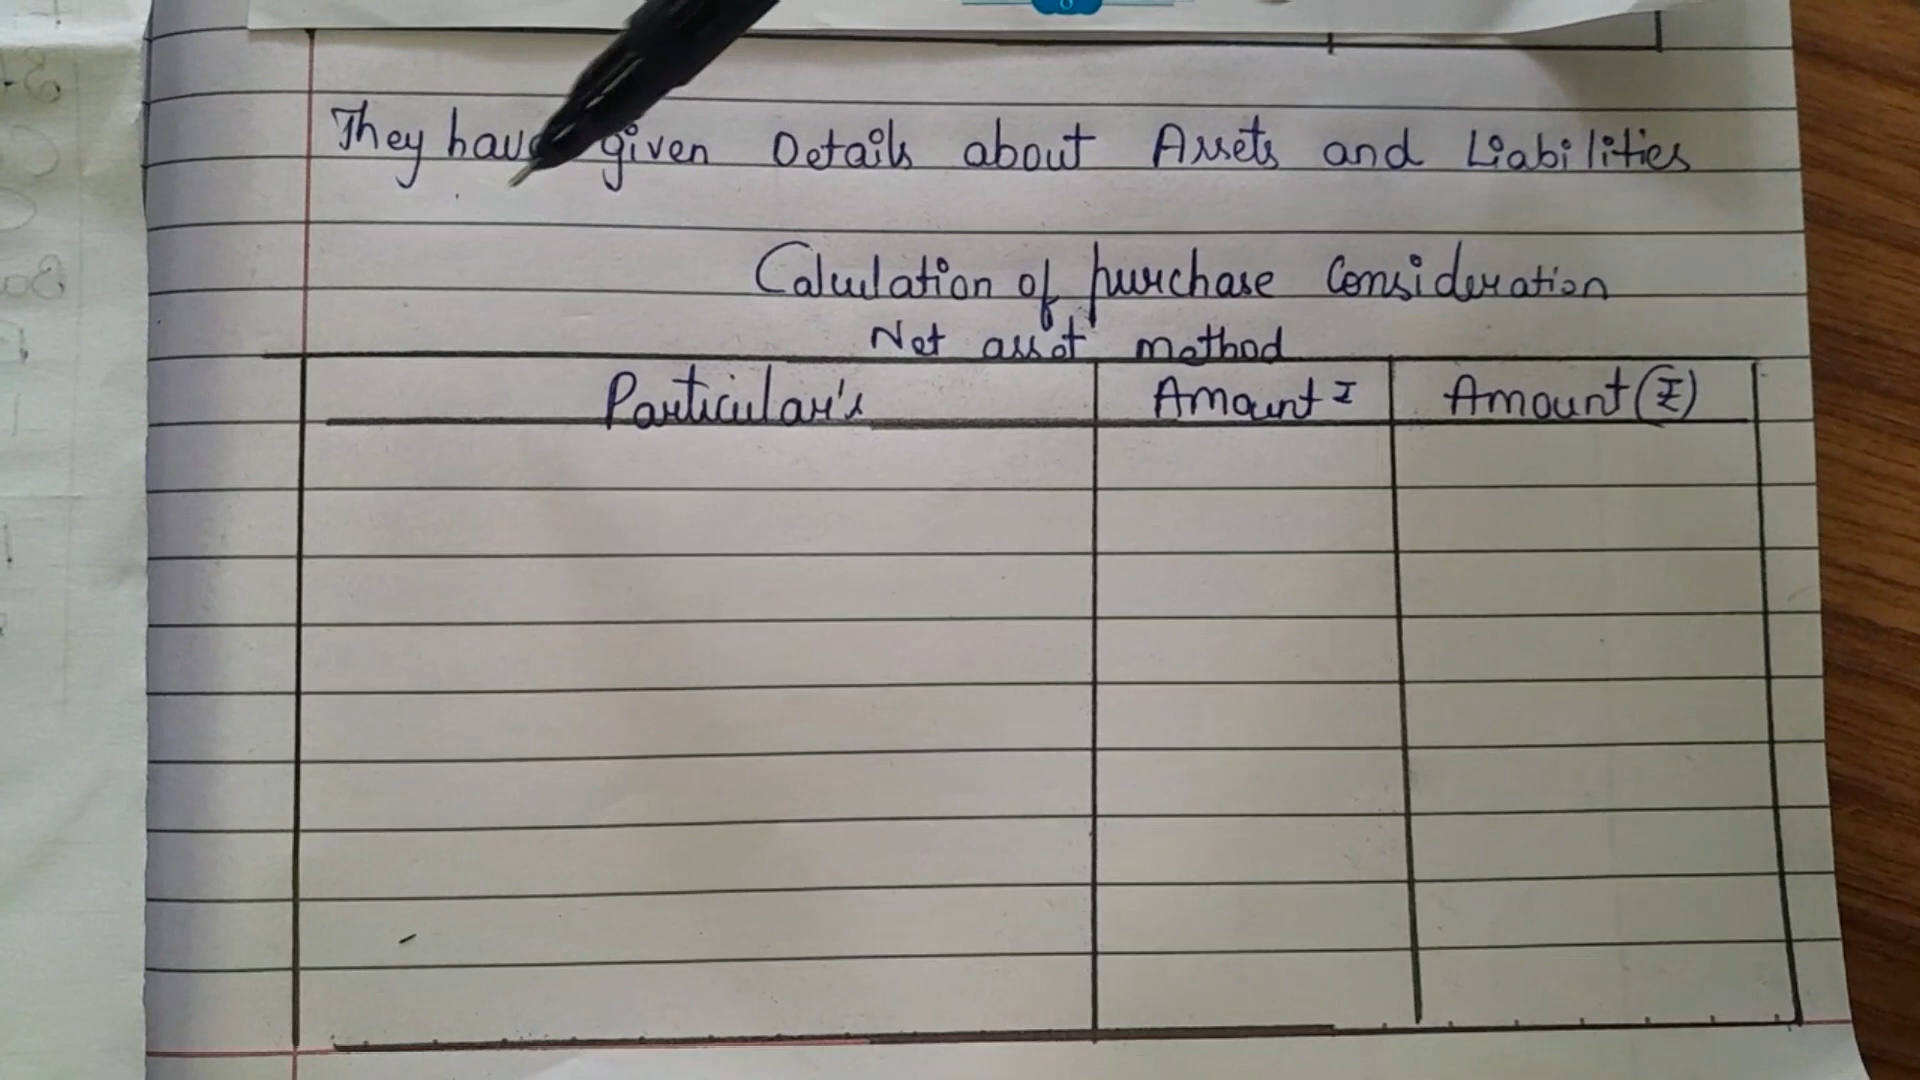 They have given Details about Assets and Liabilities
Calculation of purchase Consideration
Net asset method
Particular's Amount ₹ Amount (₹)